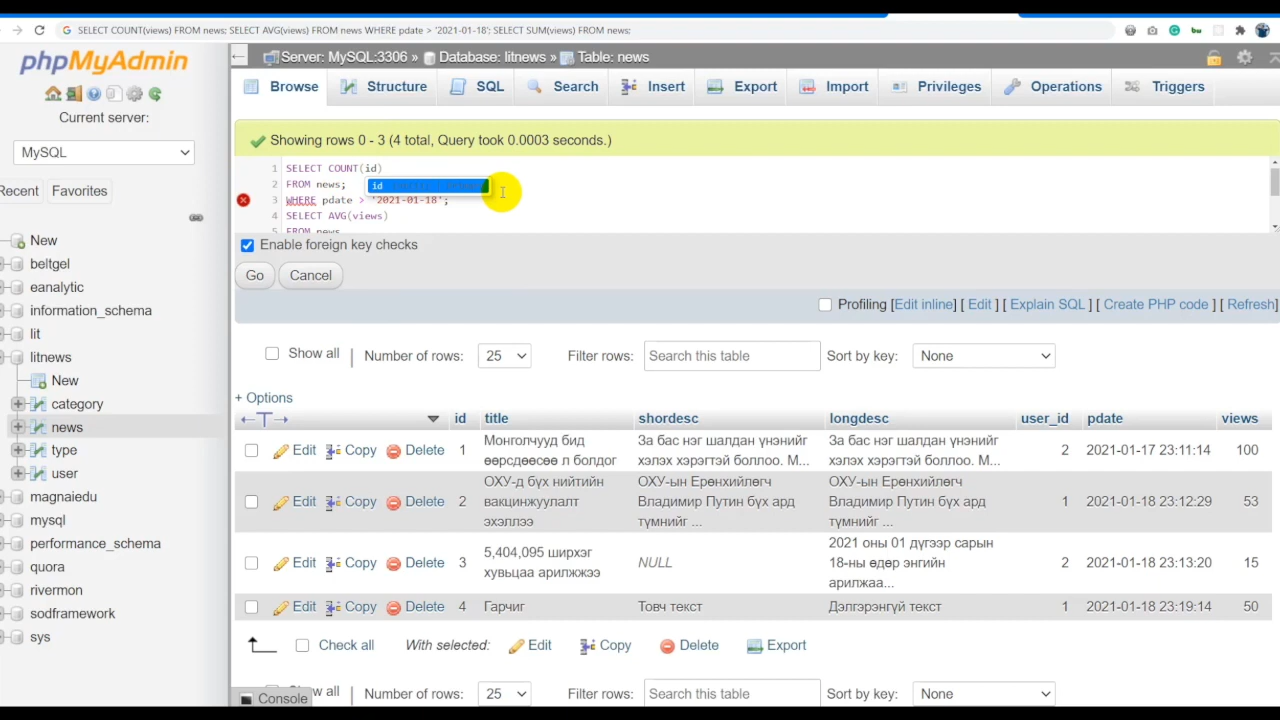 SELECT COUNT(views) FROM news; SELECT AVG(views) FROM news WHERE pdate > '2021-01-18'; SELECT SUM(views) FROM news;
phpMyAdmin
Current server:
MySQL
Recent
Favorites
New
beltgel
eanalytic
information_schema
lit
litnews
New
category
news
type
user
magnaiedu
mysql
performance_schema
quora
rivermon
sodframework
sys
Server: MySQL:3306 » Database: litnews » Table: news
Browse Structure SQL Search Insert Export Import Privileges Operations Triggers
Showing rows 0 - 3 (4 total, Query took 0.0003 seconds.)
1 SELECT COUNT(id)
2 FROM news;
id
3 WHERE pdate > '2021-01-18';
4 SELECT AVG(views)
5 FROM news
Enable foreign key checks
Go Cancel
Profiling [Edit inline] [ Edit ] [ Explain SQL ] [ Create PHP code ] [ Refresh]
Show all Number of rows: 25 Filter rows: Search this table Sort by key: None
+ Options
←T→ id title shordesc longdesc user_id pdate views
Edit Copy Delete 1 Монголчууд бид За бас нэг шалдан үнэнийг За бас нэг шалдан үнэнийг 2 2021-01-17 23:11:14 100
өөрсдөөсөө л болдог хэлэх хэрэгтэй боллоо. М... хэлэх хэрэгтэй боллоо. М...
ОХУ-д бүх нийтийн ОХУ-ын Ерөнхийлөгч ОХУ-ын Ерөнхийлөгч
Edit Copy Delete 2 вакцинжуулалт Владимир Путин бүх ард Владимир Путин бүх ард 1 2021-01-18 23:12:29 53
эхэллээ түмнийг ... түмнийг ...
5,404,095 ширхэг 2021 оны 01 дүгээр сарын
Edit Copy Delete 3 хувьцаа арилжжээ NULL 18-ны өдөр энгийн 2 2021-01-18 23:13:20 15
арилжаа...
Edit Copy Delete 4 Гарчиг Товч текст Дэлгэрэнгүй текст 1 2021-01-18 23:19:14 50
Check all With selected: Edit Copy Delete Export
Show all Number of rows: 25 Filter rows: Search this table Sort by key: None
Console